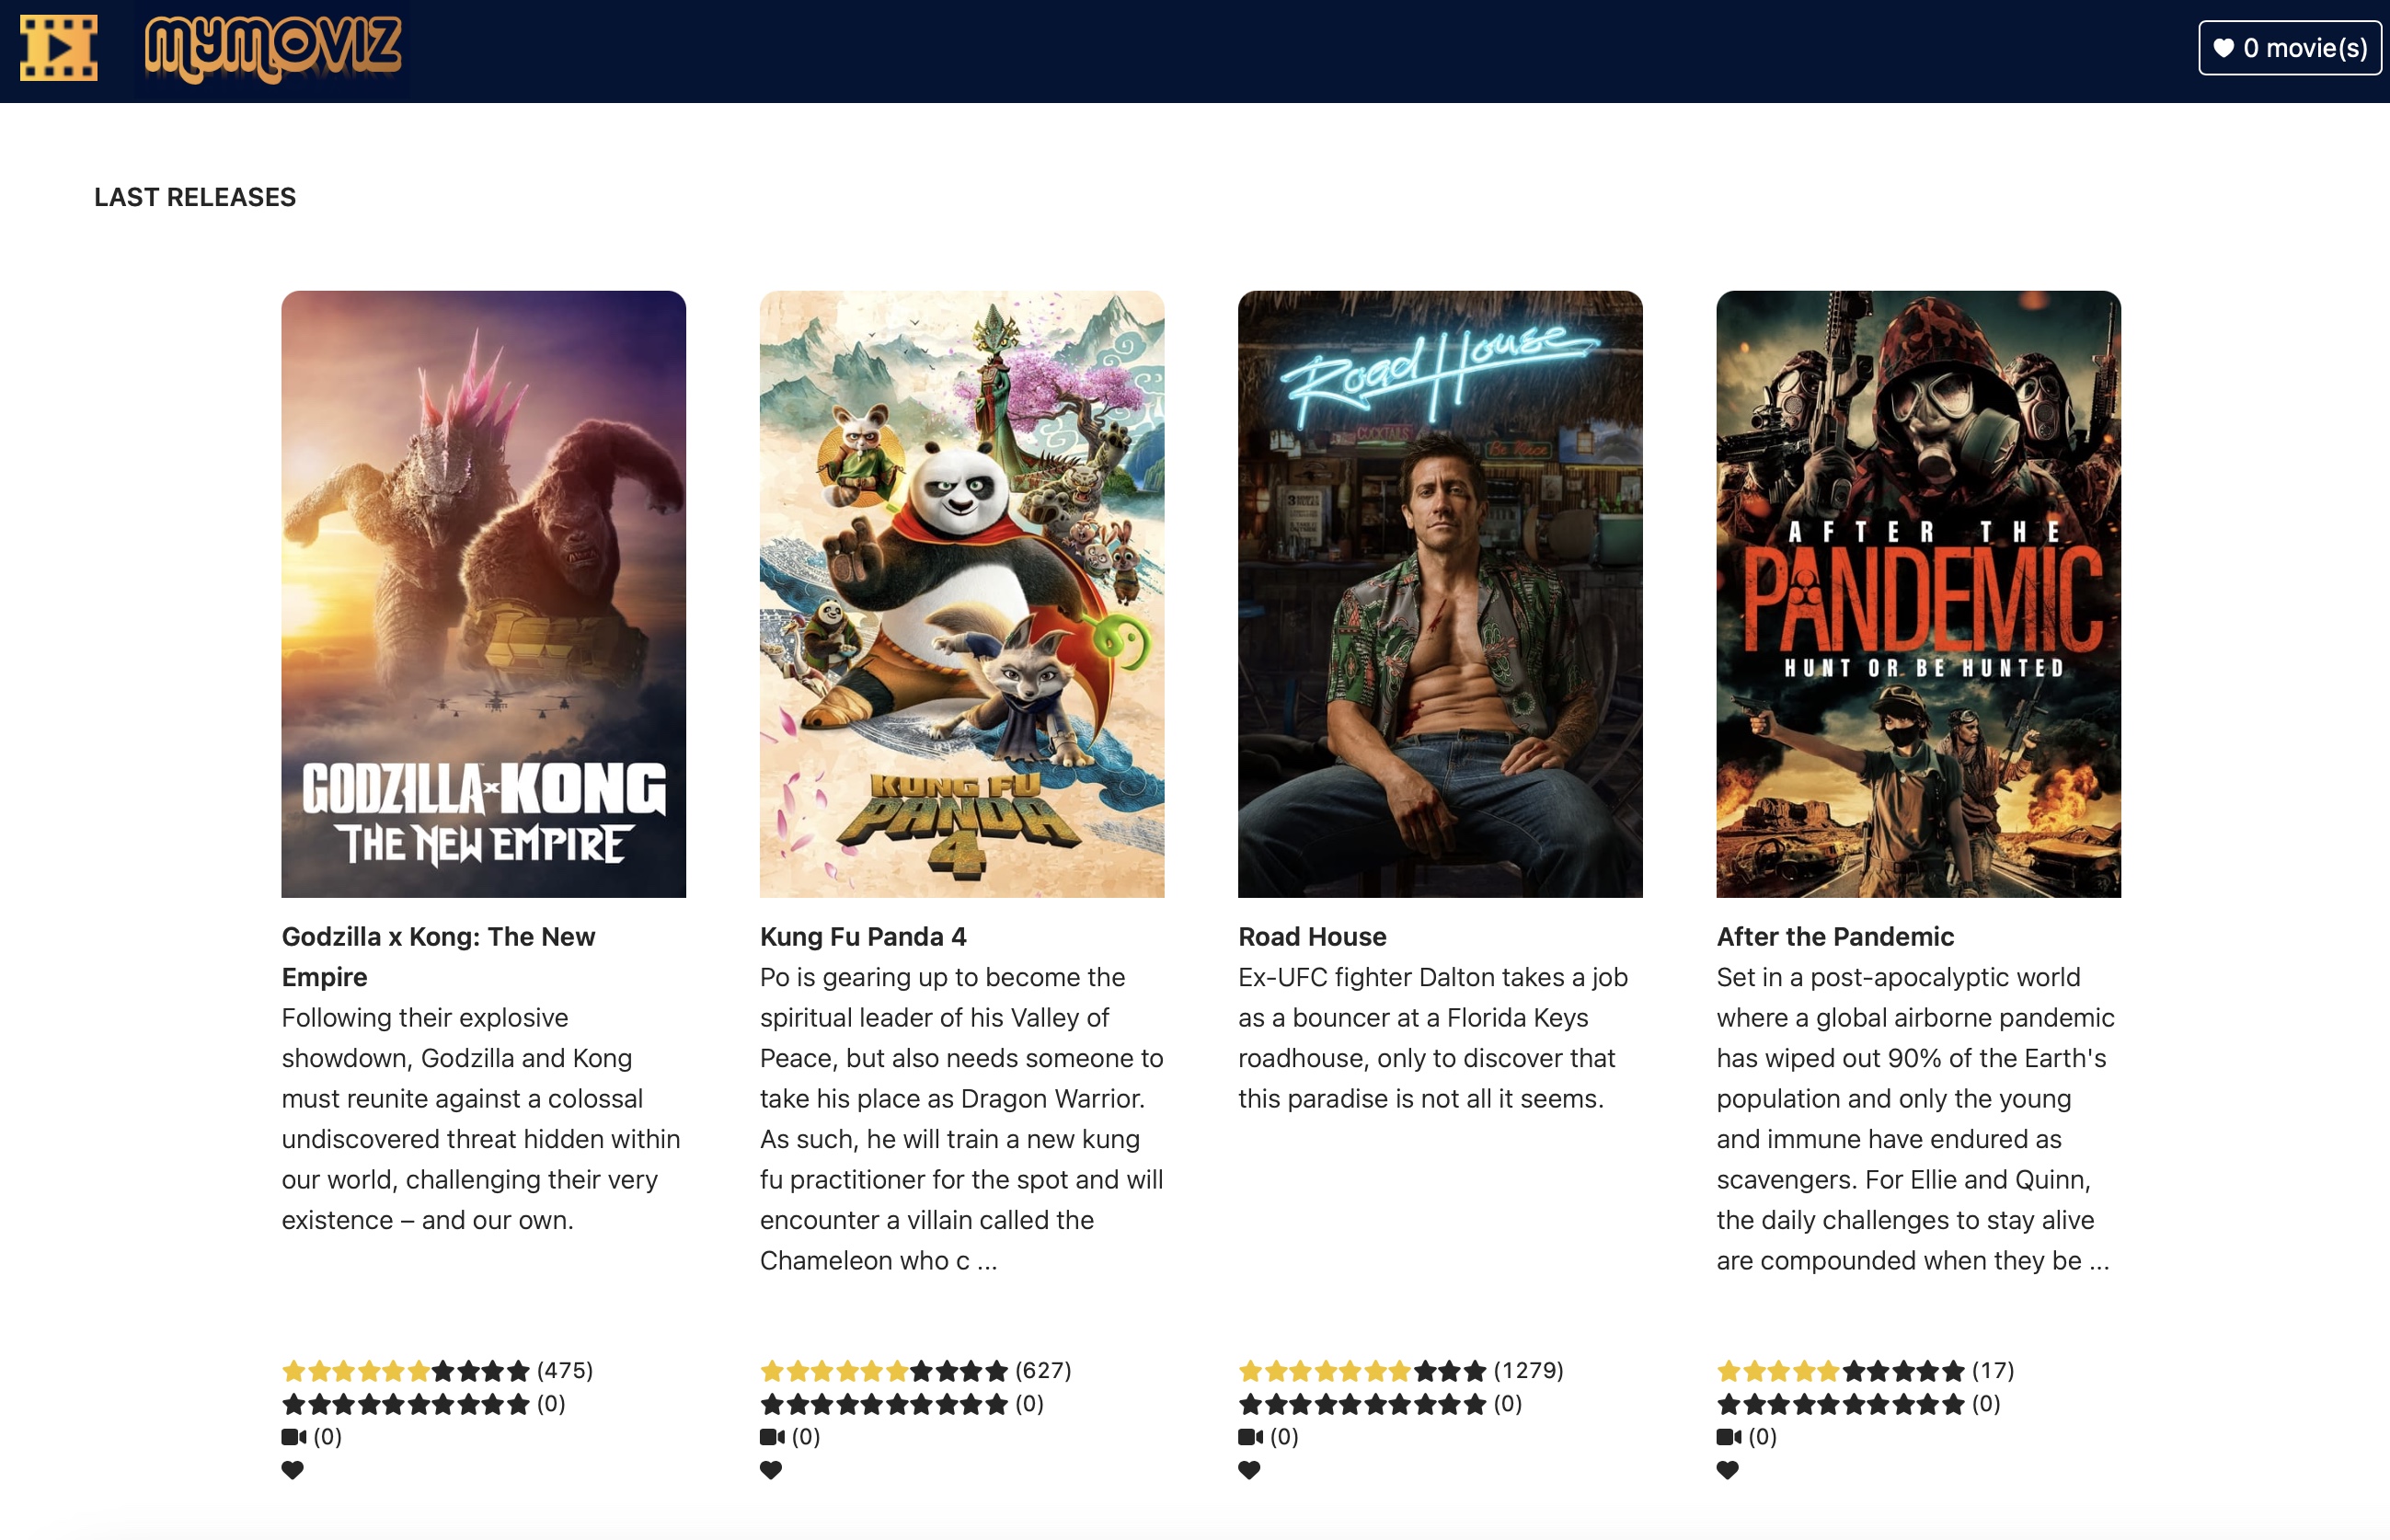 MYMOVIZ
0 movie(s)
LAST RELEASES
Road House
COCKTAILS
Be Nice
AFTER THE
PANDEMIC
HUNT OR BE HUNTED
GODZILLA x KONG
THE NEW EMPIRE
KUNG FU
PANDA
4
Godzilla x Kong: The New
Empire
Following their explosive
showdown, Godzilla and Kong
must reunite against a colossal
undiscovered threat hidden within
our world, challenging their very
existence – and our own.
(475)
(0)
(0)
Kung Fu Panda 4
Po is gearing up to become the
spiritual leader of his Valley of
Peace, but also needs someone to
take his place as Dragon Warrior.
As such, he will train a new kung
fu practitioner for the spot and will
encounter a villain called the
Chameleon who c ...
(627)
(0)
(0)
Road House
Ex-UFC fighter Dalton takes a job
as a bouncer at a Florida Keys
roadhouse, only to discover that
this paradise is not all it seems.
(1279)
(0)
(0)
After the Pandemic
Set in a post-apocalyptic world
where a global airborne pandemic
has wiped out 90% of the Earth's
population and only the young
and immune have endured as
scavengers. For Ellie and Quinn,
the daily challenges to stay alive
are compounded when they be ...
(17)
(0)
(0)